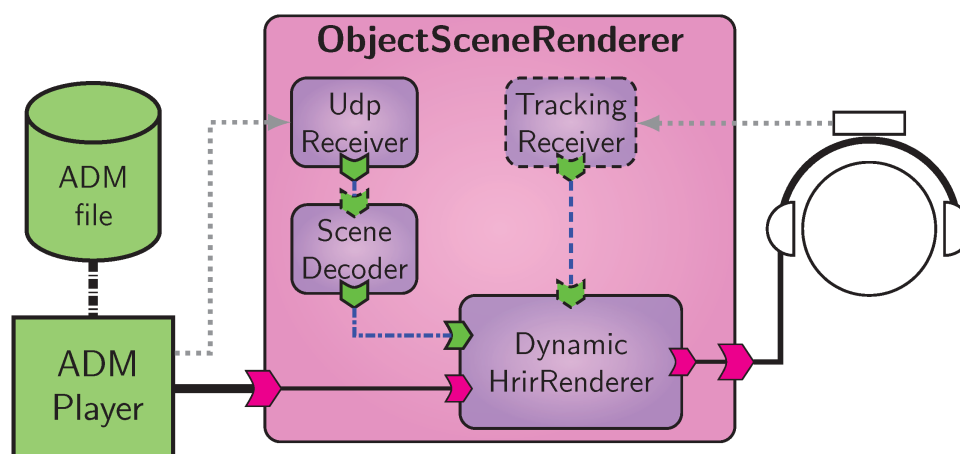 ObjectSceneRenderer
Udp
Receiver
Tracking
Receiver
ADM
file
Scene
Decoder
ADM
Player
Dynamic
HrirRenderer